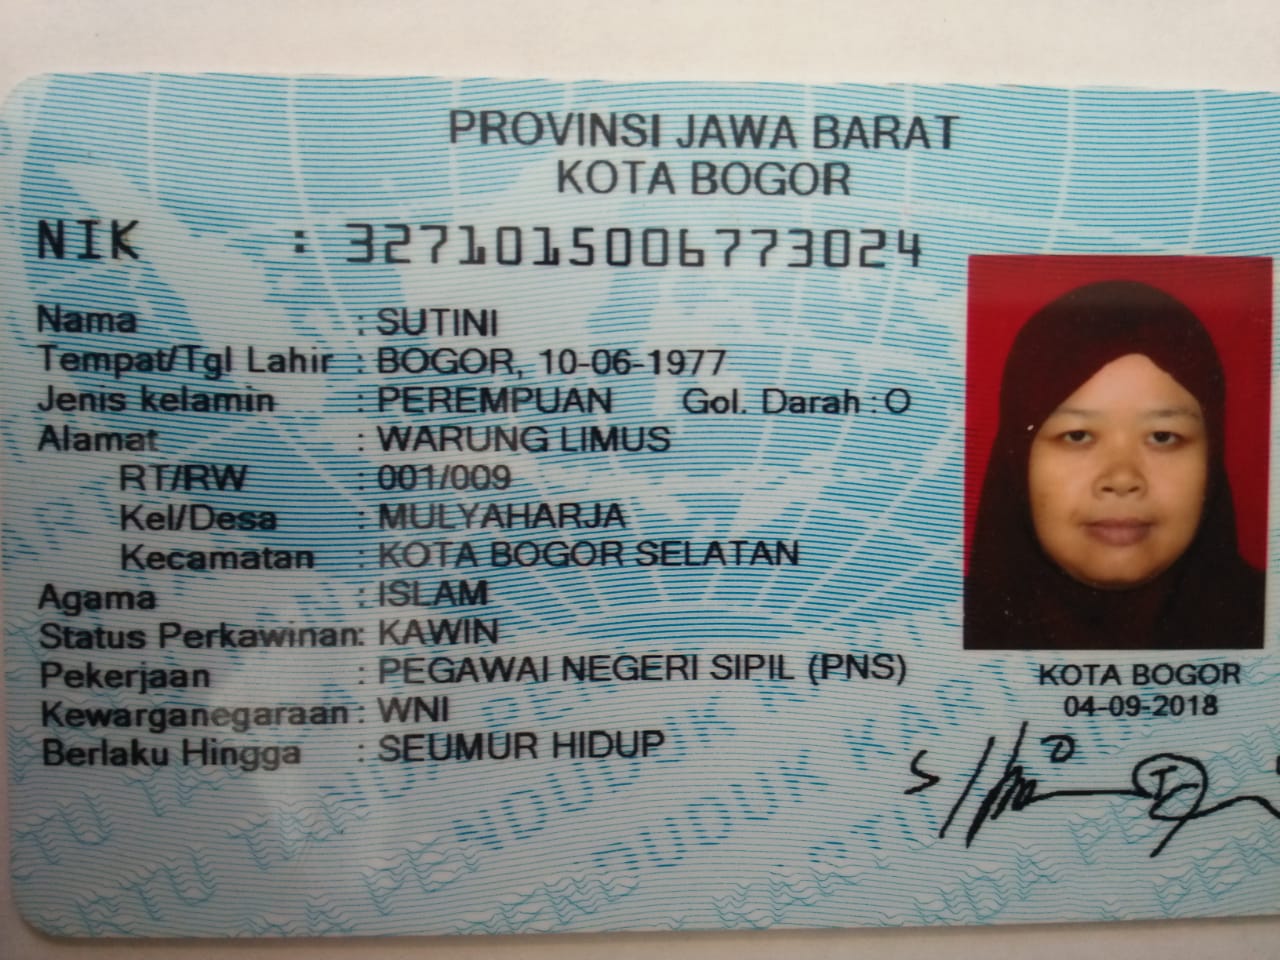 PROVINSI JAWA BARAT
KOTA BOGOR
NIK : 3271015006773024
Nama : SUTINI
Tempat/Tgl Lahir : BOGOR, 10-06-1977
Jenis kelamin : PEREMPUAN Gol. Darah : O
Alamat : WARUNG LIMUS
RT/RW : 001/009
Kel/Desa : MULYAHARJA
Kecamatan : KOTA BOGOR SELATAN
Agama : ISLAM
Status Perkawinan: KAWIN
Pekerjaan : PEGAWAI NEGERI SIPIL (PNS)
Kewarganegaraan : WNI
Berlaku Hingga : SEUMUR HIDUP
KOTA BOGOR
04-09-2018